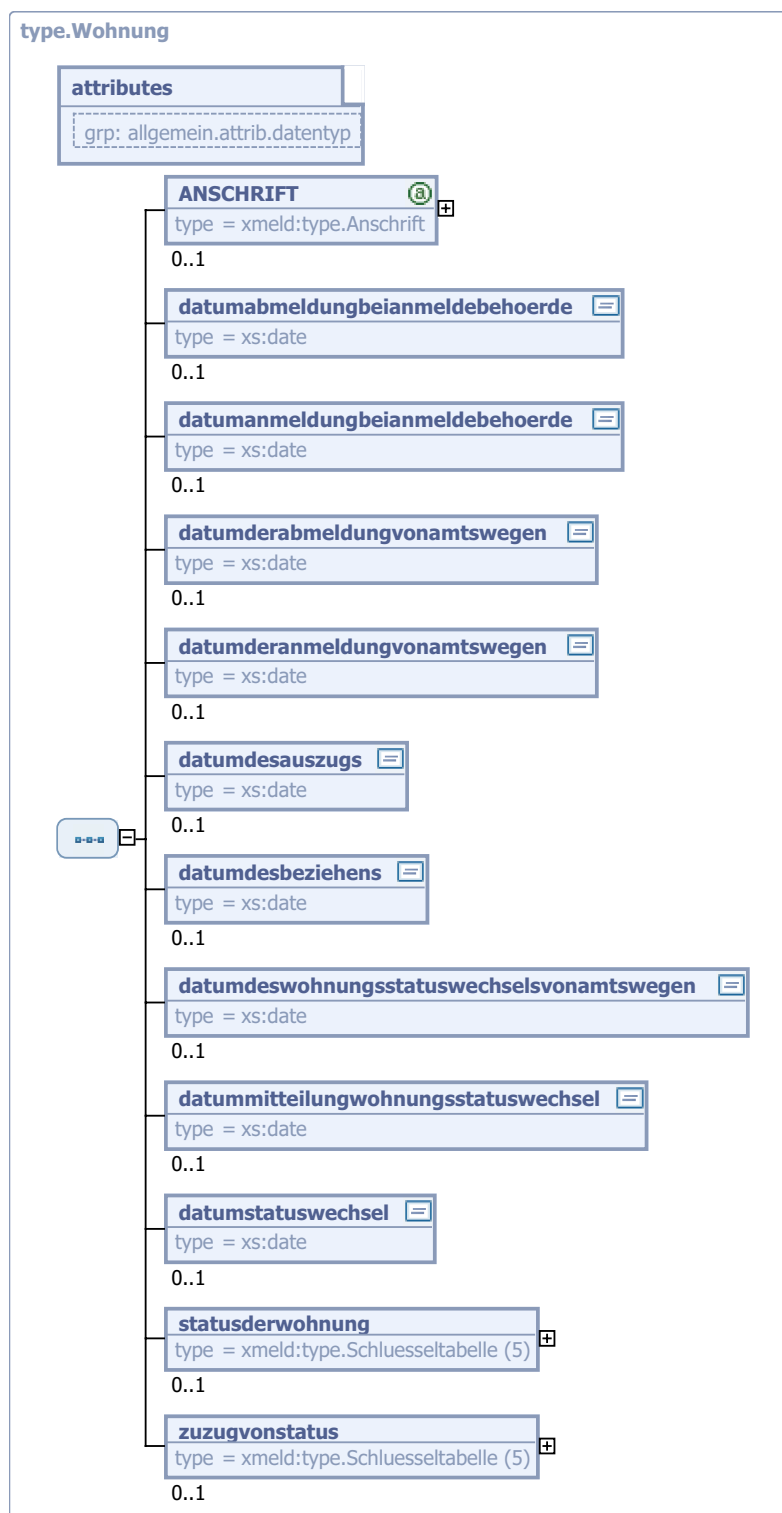 type.Wohnung
attributes
grp: allgemein.attrib.datentyp
ANSCHRIFT
type = xmeld:type.Anschrift
0..1
datumabmeldungbeianmeldebehoerde
type = xs:date
0..1
datumanmeldungbeianmeldebehoerde
type = xs:date
0..1
datumderabmeldungvonamtswegen
type = xs:date
0..1
datumderanmeldungvonamtswegen
type = xs:date
0..1
datumdesauszugs
type = xs:date
0..1
datumdesbeziehens
type = xs:date
0..1
datumdeswohnungsstatuswechselsvonamtswegen
type = xs:date
0..1
datummitteilungwohnungsstatuswechsel
type = xs:date
0..1
datumstatuswechsel
type = xs:date
0..1
statusderwohnung
type = xmeld:type.Schluesseltabelle (5)
0..1
zuzugvonstatus
type = xmeld:type.Schluesseltabelle (5)
0..1